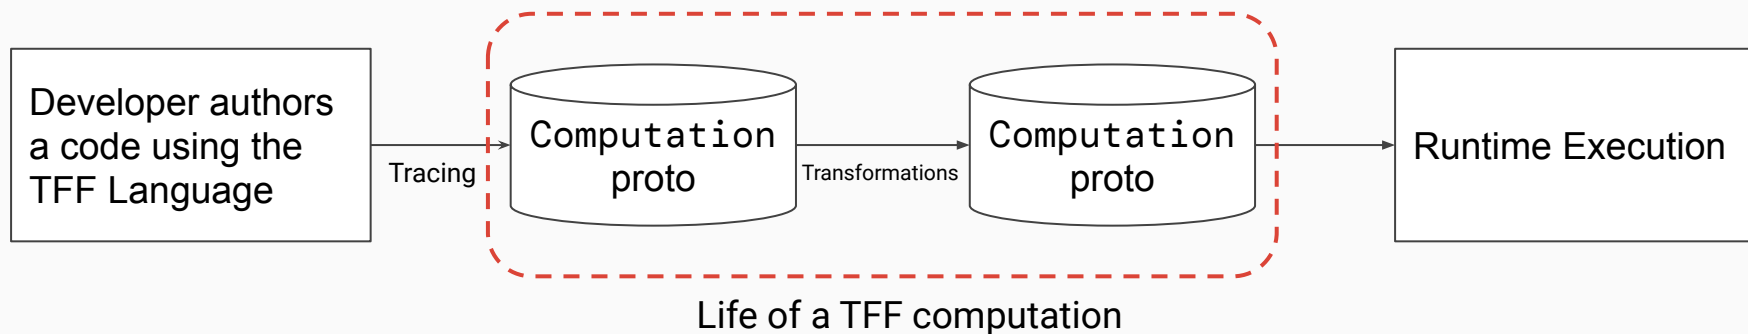 Developer authors
a code using the
TFF Language
Tracing
Computation
proto
Transformations
Computation
proto
Runtime Execution
Life of a TFF computation